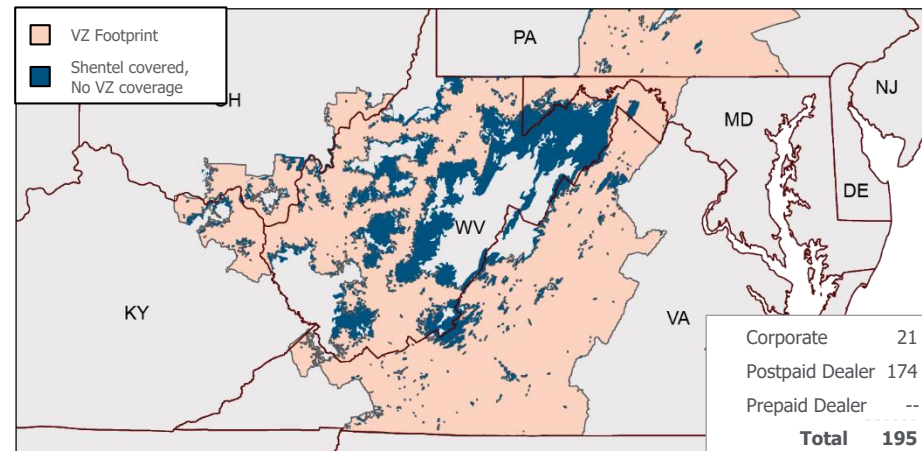 VZ Footprint
Shentel covered,
No VZ coverage
PA
OH
NJ
MD
DE
WV
KY
VA
Corporate 21
Postpaid Dealer 174
Prepaid Dealer --
Total 195